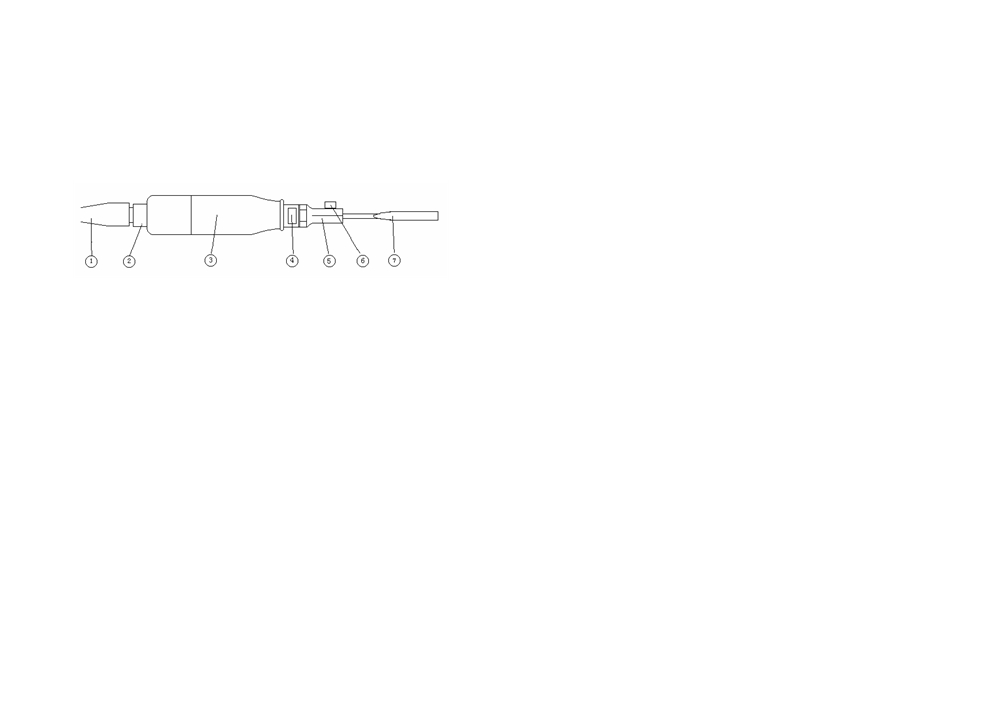 ① ② ③ ④ ⑤ ⑥ ⑦